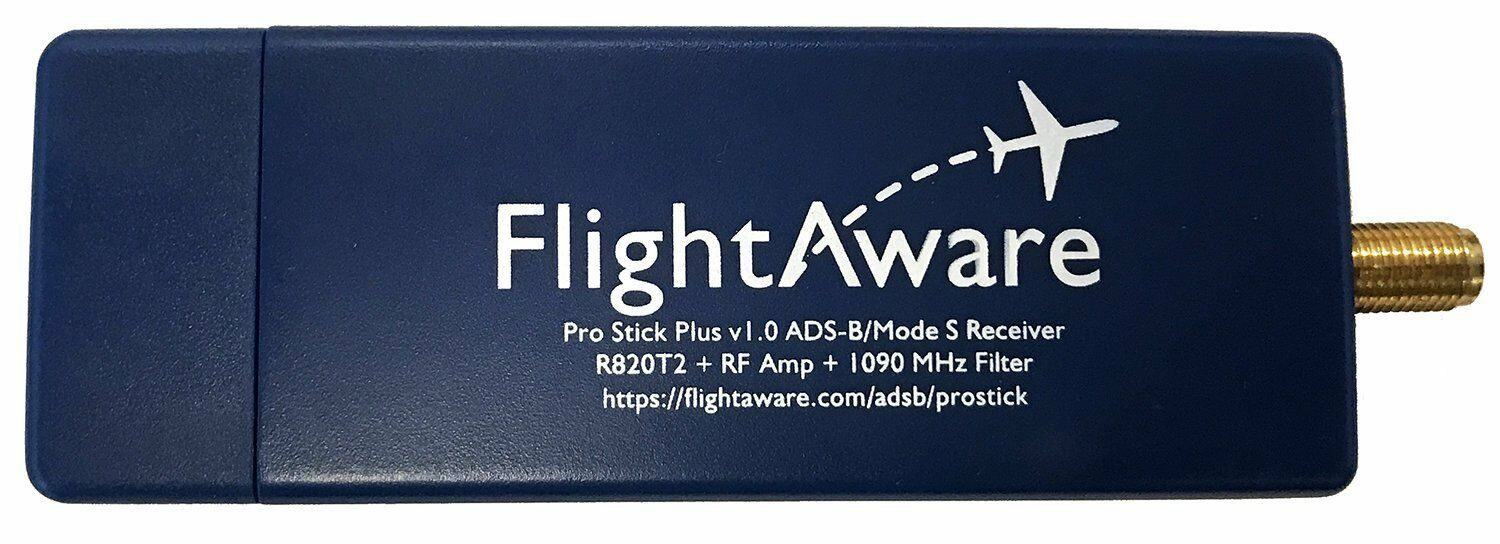 FlightAware
Pro Stick Plus v1.0 ADS-B/Mode S Receiver
R820T2 + RF Amp + 1090 MHz Filter
https://flightaware.com/adsb/prostick